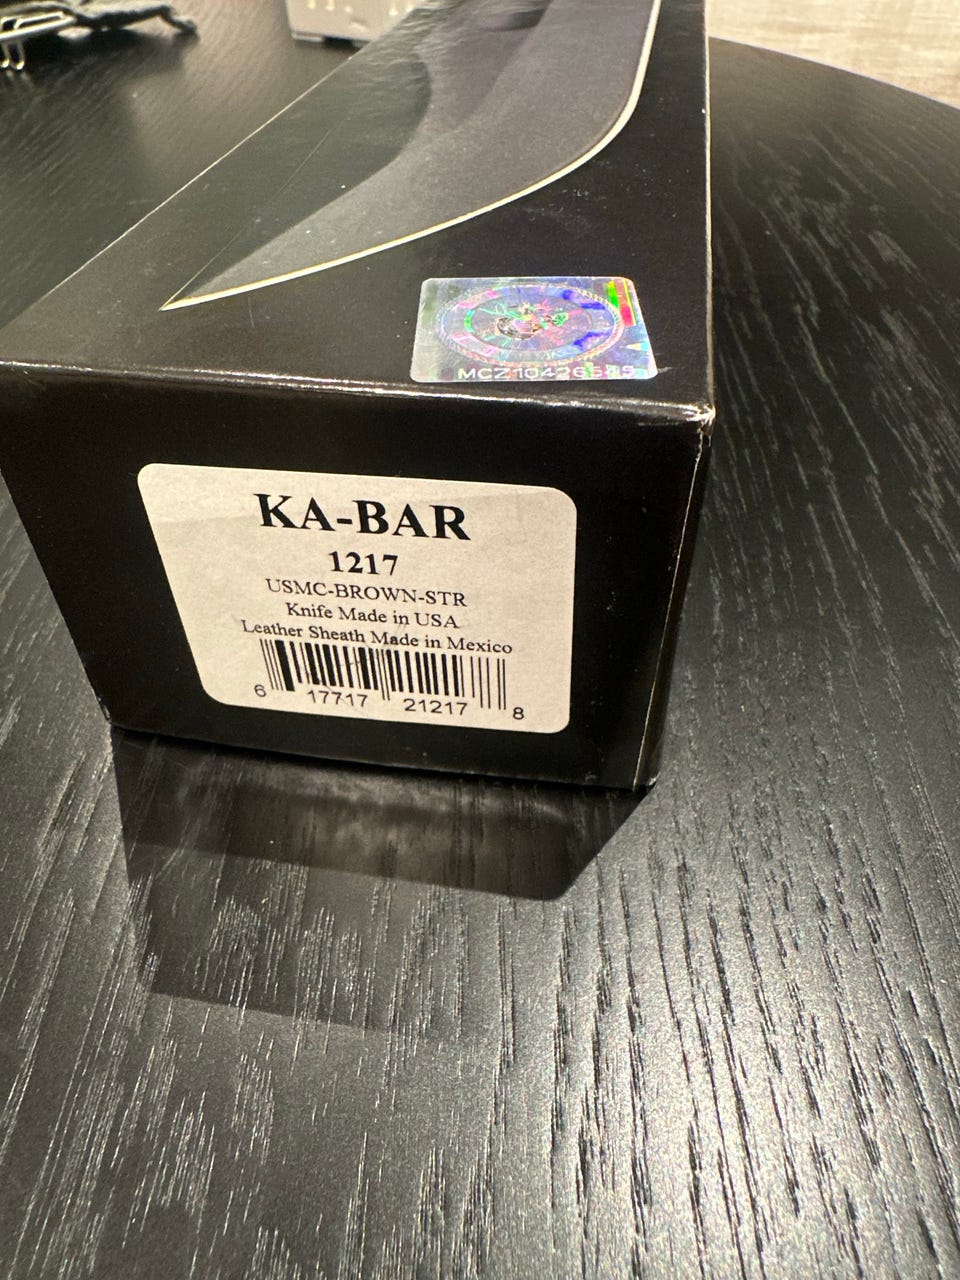 KA-BAR
1217
USMC-BROWN-STR
Knife Made in USA
Leather Sheath Made in Mexico
6 17717 21217 8